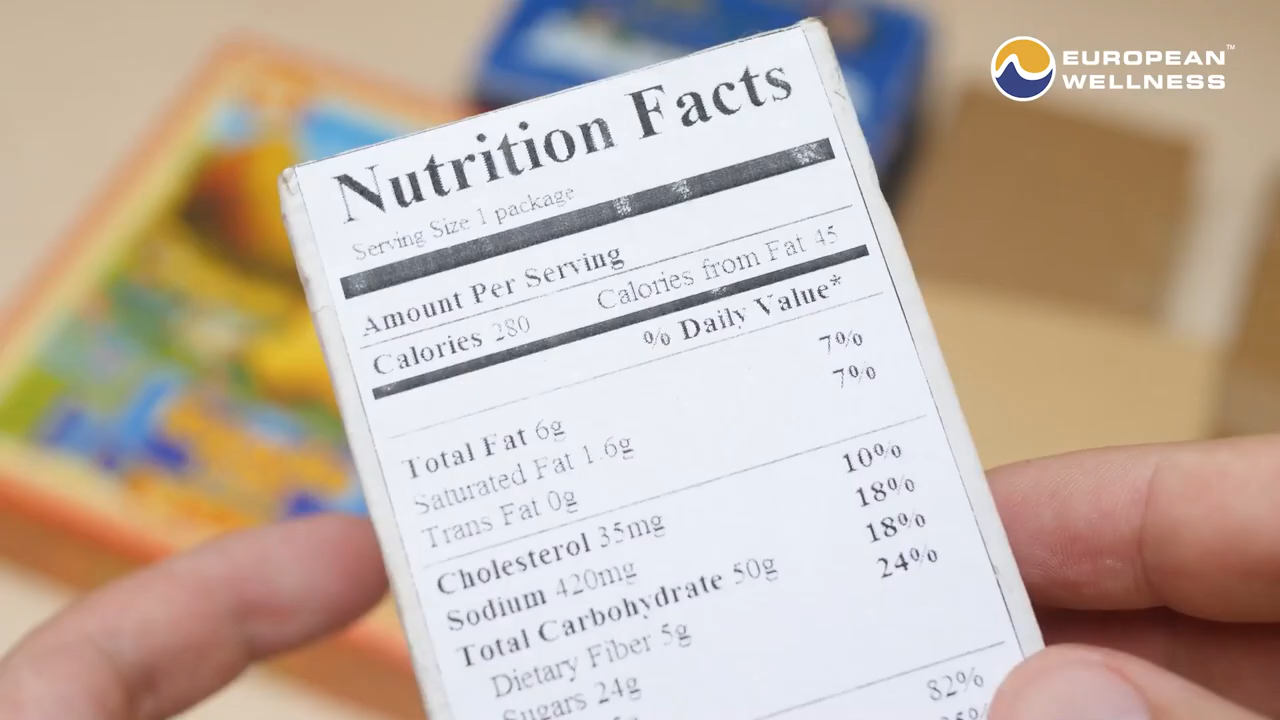 EUROPEAN™
WELLNESS
Nutrition Facts
Serving Size 1 package
Amount Per Serving
Calories 280 Calories from Fat 45
% Daily Value*
Total Fat 6g 7%
Saturated Fat 1.6g 7%
Trans Fat 0g
Cholesterol 35mg 10%
Sodium 420mg 18%
Total Carbohydrate 50g 18%
Dietary Fiber 5g 24%
Sugars 24g
82%